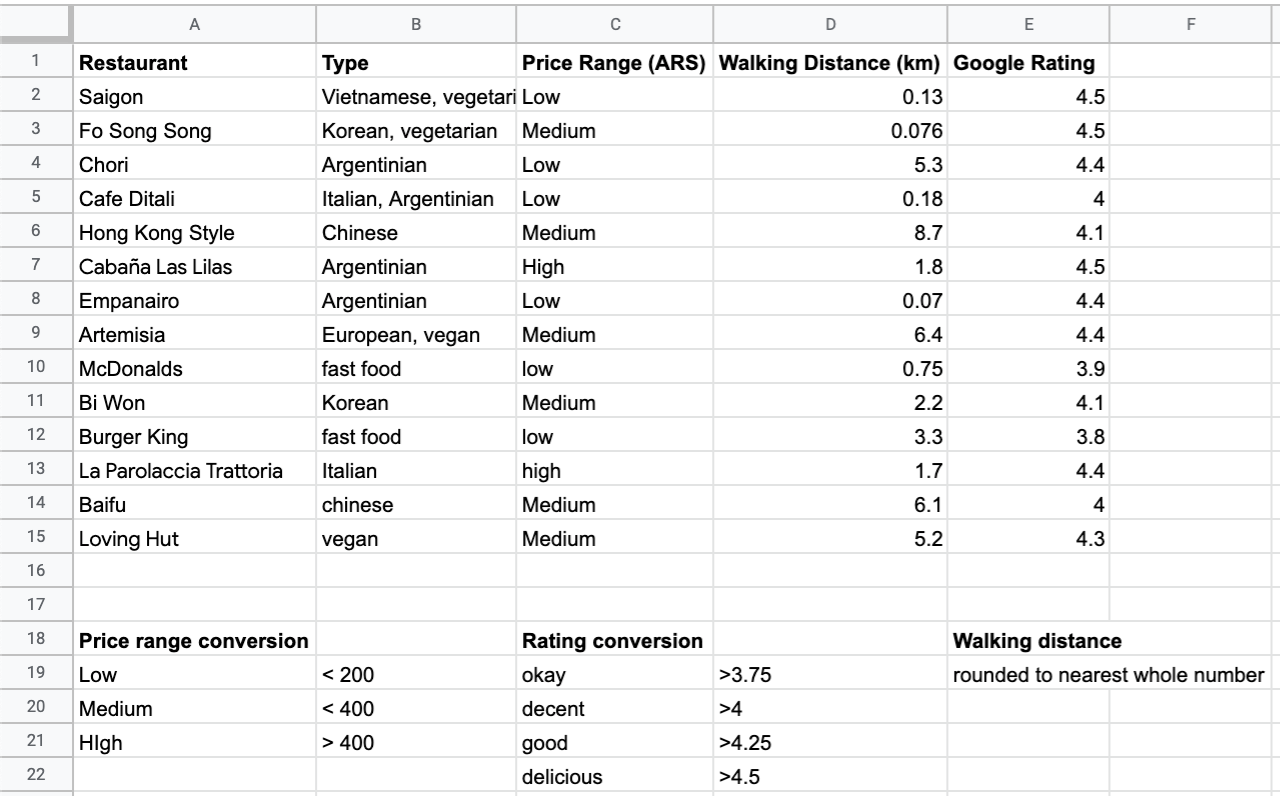 A B C D E F
1 Restaurant Type Price Range (ARS) Walking Distance (km) Google Rating
2 Saigon Vietnamese, vegetari Low 0.13 4.5
3 Fo Song Song Korean, vegetarian Medium 0.076 4.5
4 Chori Argentinian Low 5.3 4.4
5 Cafe Ditali Italian, Argentinian Low 0.18 4
6 Hong Kong Style Chinese Medium 8.7 4.1
7 Cabaña Las Lilas Argentinian High 1.8 4.5
8 Empanairo Argentinian Low 0.07 4.4
9 Artemisia European, vegan Medium 6.4 4.4
10 McDonalds fast food low 0.75 3.9
11 Bi Won Korean Medium 2.2 4.1
12 Burger King fast food low 3.3 3.8
13 La Parolaccia Trattoria Italian high 1.7 4.4
14 Baifu chinese Medium 6.1 4
15 Loving Hut vegan Medium 5.2 4.3
16
17
18 Price range conversion Rating conversion Walking distance
19 Low < 200 okay >3.75 rounded to nearest whole number
20 Medium < 400 decent >4
21 HIgh > 400 good >4.25
22 delicious >4.5